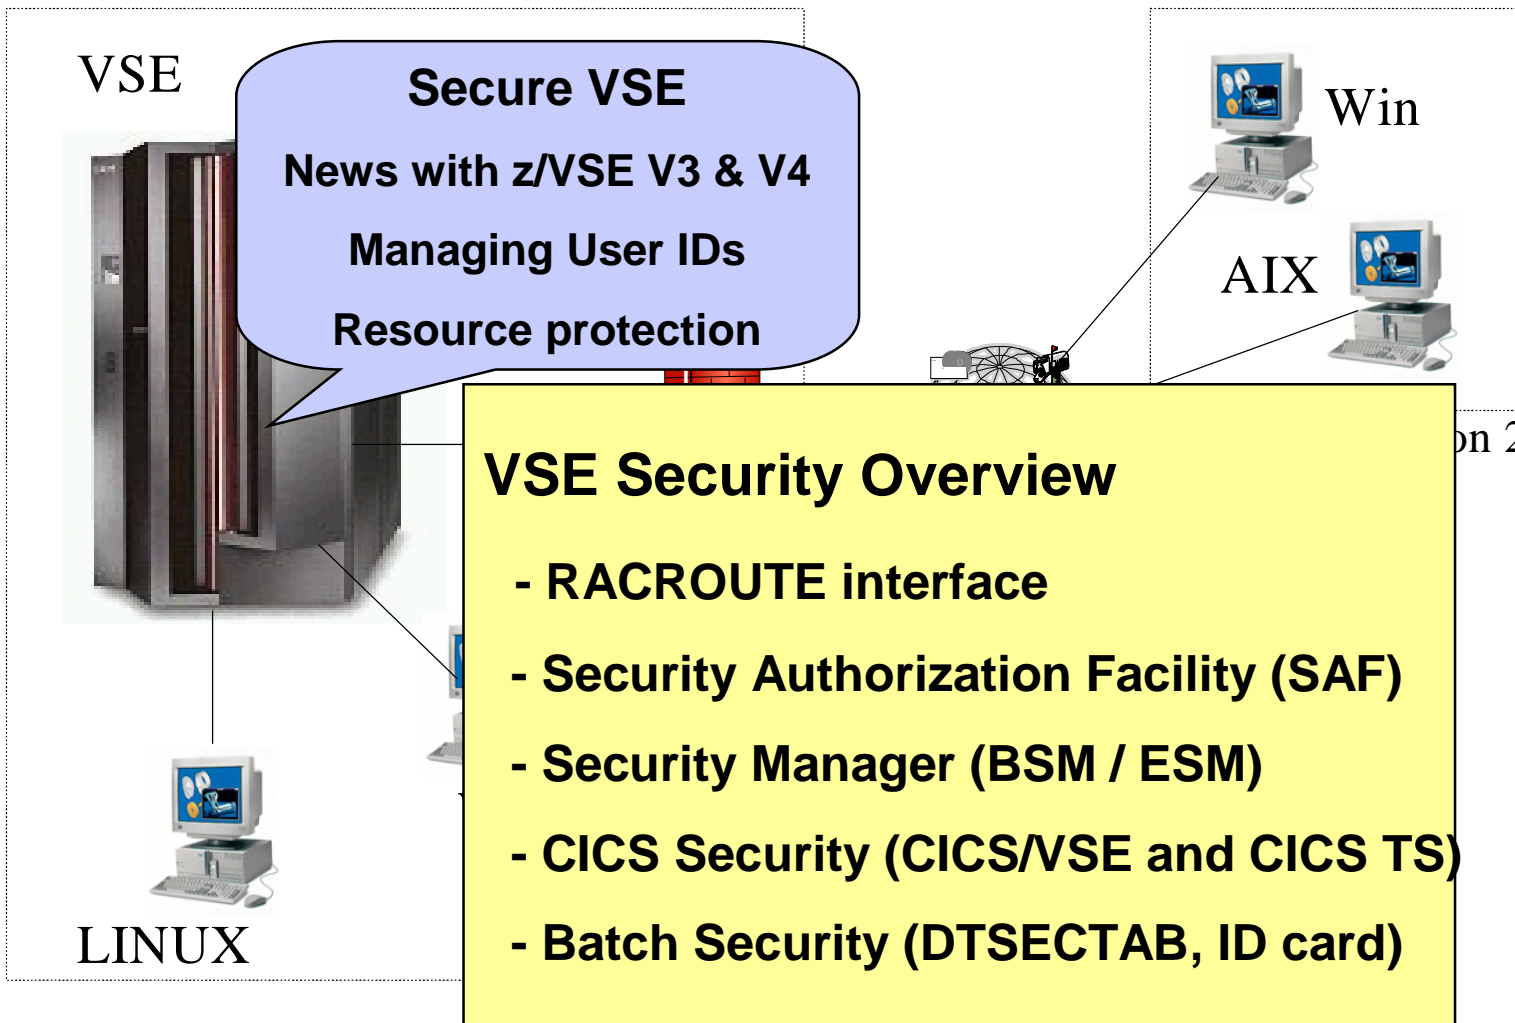 VSE
Secure VSE
News with z/VSE V3 & V4
Managing User IDs
Resource protection
Win
AIX
on 2
VSE Security Overview
- RACROUTE interface
- Security Authorization Facility (SAF)
- Security Manager (BSM / ESM)
- CICS Security (CICS/VSE and CICS TS)
- Batch Security (DTSECTAB, ID card)
LINUX